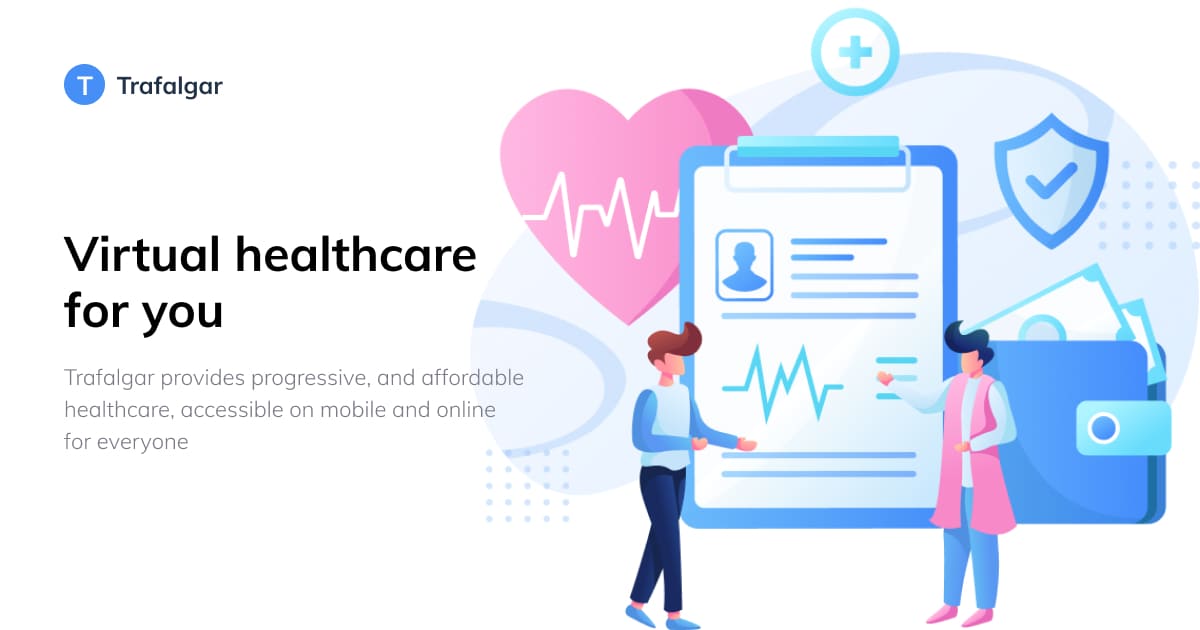 T
Trafalgar
Virtual healthcare
for you
Trafalgar provides progressive, and affordable
healthcare, accessible on mobile and online
for everyone